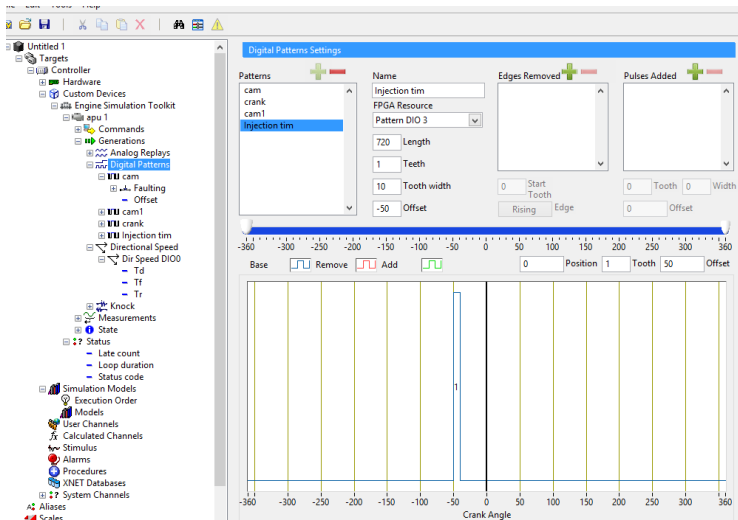 Edit Tools Help
Untitled 1
Targets
Controller
Hardware
Custom Devices
Engine Simulation Toolkit
apu 1
Commands
Generations
Analog Replays
Digital Patterns
cam
Faulting
Offset
cam1
crank
Injection tim
Directional Speed
Dir Speed DIO0
Td
Tf
Tr
Knock
Measurements
State
Status
Late count
Loop duration
Status code
Simulation Models
Execution Order
Models
User Channels
Calculated Channels
Stimulus
Alarms
Procedures
XNET Databases
System Channels
Aliases
Scales
Digital Patterns Settings
Patterns
cam
crank
cam1
Injection tim
Name
Injection tim
FPGA Resource
Pattern DIO 3
720 Length
1 Teeth
10 Tooth width
-50 Offset
Edges Removed
0 Start Tooth
Rising Edge
Pulses Added
0 Tooth 0 Width
0 Offset
-360 -300 -250 -200 -150 -100 -50 0 50 100 150 200 250 300 360
Base Remove Add 0 Position 1 Tooth 50 Offset
1
-360 -300 -250 -200 -150 -100 -50 0 50 100 150 200 250 300 360
Crank Angle